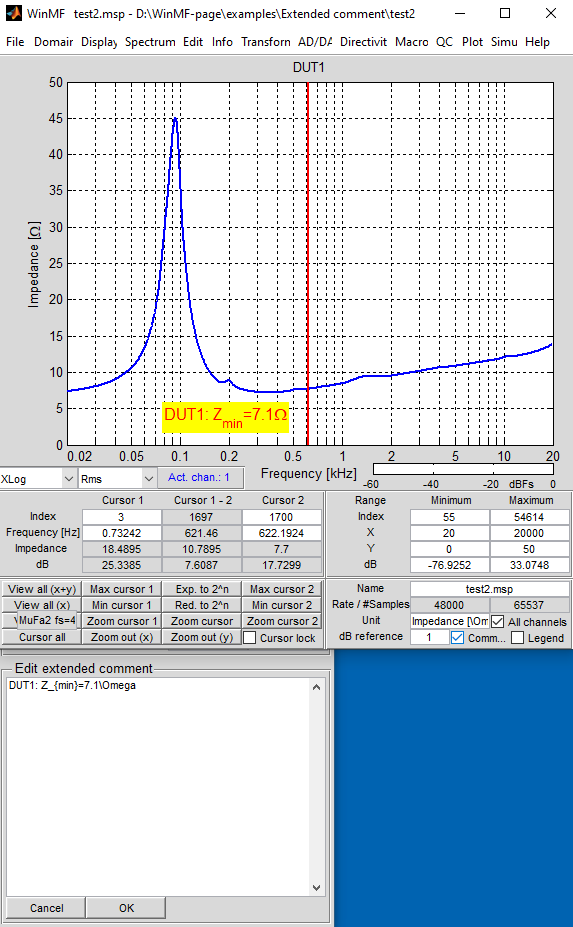 WinMF test2.msp - D:\WinMF-page\examples\Extended comment\test2
File Domair Display Spectrum Edit Info Transforn AD/DA Directivit Macro QC Plot Simu Help
DUT1
50
45
40
35
30
25
20
15
10
5
0
Impedance [Ω]
DUT1: Zmin=7.1Ω
0.02 0.05 0.1 0.2 0.5 1 2 5 10 20
Frequency [kHz]
-60 -40 -20 dBFs 0
XLog Rms Act. chan.: 1
Cursor 1 Cursor 1 - 2 Cursor 2
Index 3 1697 1700
Frequency [Hz] 0.73242 621.46 622.1924
Impedance 18.4895 10.7895 7.7
dB 25.3385 7.6087 17.7299
Range Minimum Maximum
Index 55 54614
X 20 20000
Y 0 50
dB -76.9252 33.0748
View all (x+y) Max cursor 1 Exp. to 2^n Max cursor 2
View all (x) Min cursor 1 Red. to 2^n Min cursor 2
MuFa2 fs=4 Zoom cursor 1 Zoom cursor Zoom cursor 2
Cursor all Zoom out (x) Zoom out (y) Cursor lock
Name test2.msp
Rate / #Samples 48000 65537
Unit Impedance [\Om All channels
dB reference 1 Comm... Legend
Edit extended comment
DUT1: Z_{min}=7.1\Omega
Cancel OK